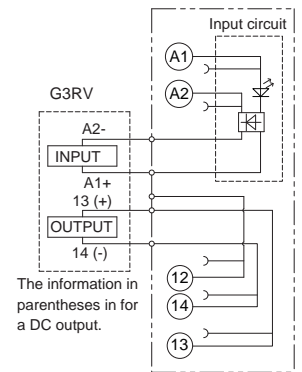 Input circuit
A1
A2
G3RV
A2-
INPUT
A1+
13 (+)
OUTPUT
14 (-)
The information in
parentheses in for
a DC output.
12
14
13